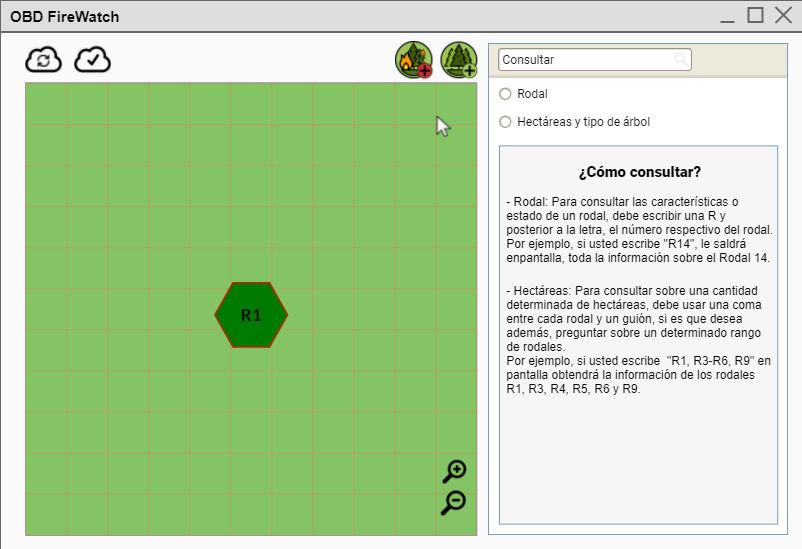 OBD FireWatch
Consultar
Rodal
Hectáreas y tipo de árbol
¿Cómo consultar?
- Rodal: Para consultar las características o
estado de un rodal, debe escribir una R y
posterior a la letra, el número respectivo del rodal.
Por ejemplo, si usted escribe "R14", le saldrá
enpantalla, toda la información sobre el Rodal 14.
- Hectáreas: Para consultar sobre una cantidad
determinada de hectáreas, debe usar una coma
entre cada rodal y un guión, si es que desea
además, preguntar sobre un determinado rango
de rodales.
Por ejemplo, si usted escribe  "R1, R3-R6, R9" en
pantalla obtendrá la información de los rodales
R1, R3, R4, R5, R6 y R9.
R1